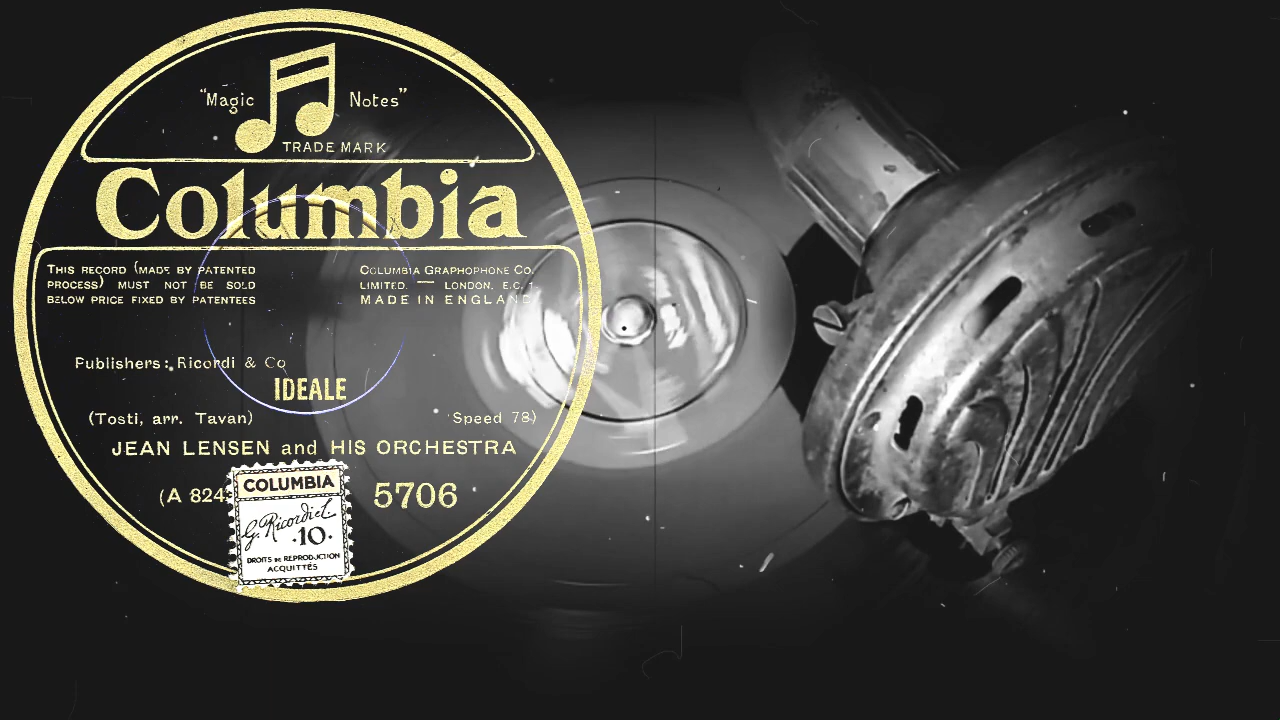 "Magic Notes"
TRADE MARK
Columbia
THIS RECORD (MADE BY PATENTED
PROCESS) MUST NOT BE SOLD
BELOW PRICE FIXED BY PATENTEES
COLUMBIA GRAPHOPHONE CO.
LIMITED. — LONDON. E.C.1.
MADE IN ENGLAND
Publishers: Ricordi & Co
IDEALE
(Tosti, arr. Tavan) Speed 78)
JEAN LENSEN and HIS ORCHESTRA
(A 824 5706
COLUMBIA
G. Ricordi
·10·
DROITS DE REPRODUCTION
ACQUITTÉS